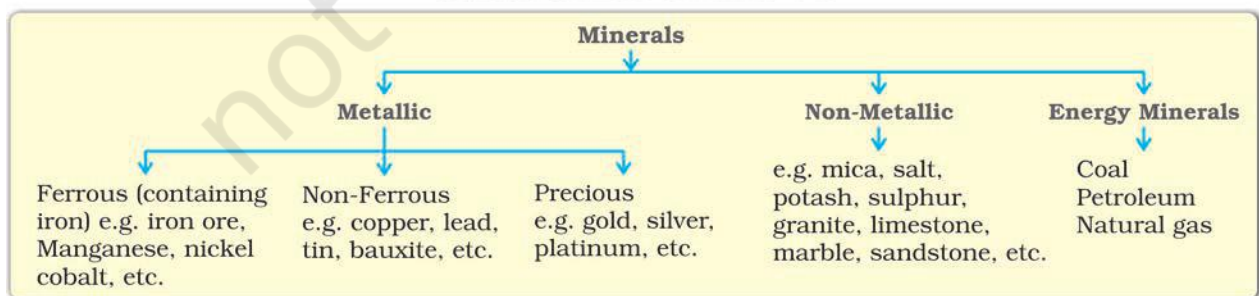 Minerals
Metallic
Non-Metallic
Energy Minerals
Ferrous (containing
iron) e.g. iron ore,
Manganese, nickel
cobalt, etc.
Non-Ferrous
e.g. copper, lead,
tin, bauxite, etc.
Precious
e.g. gold, silver,
platinum, etc.
e.g. mica, salt,
potash, sulphur,
granite, limestone,
marble, sandstone, etc.
Coal
Petroleum
Natural gas
not